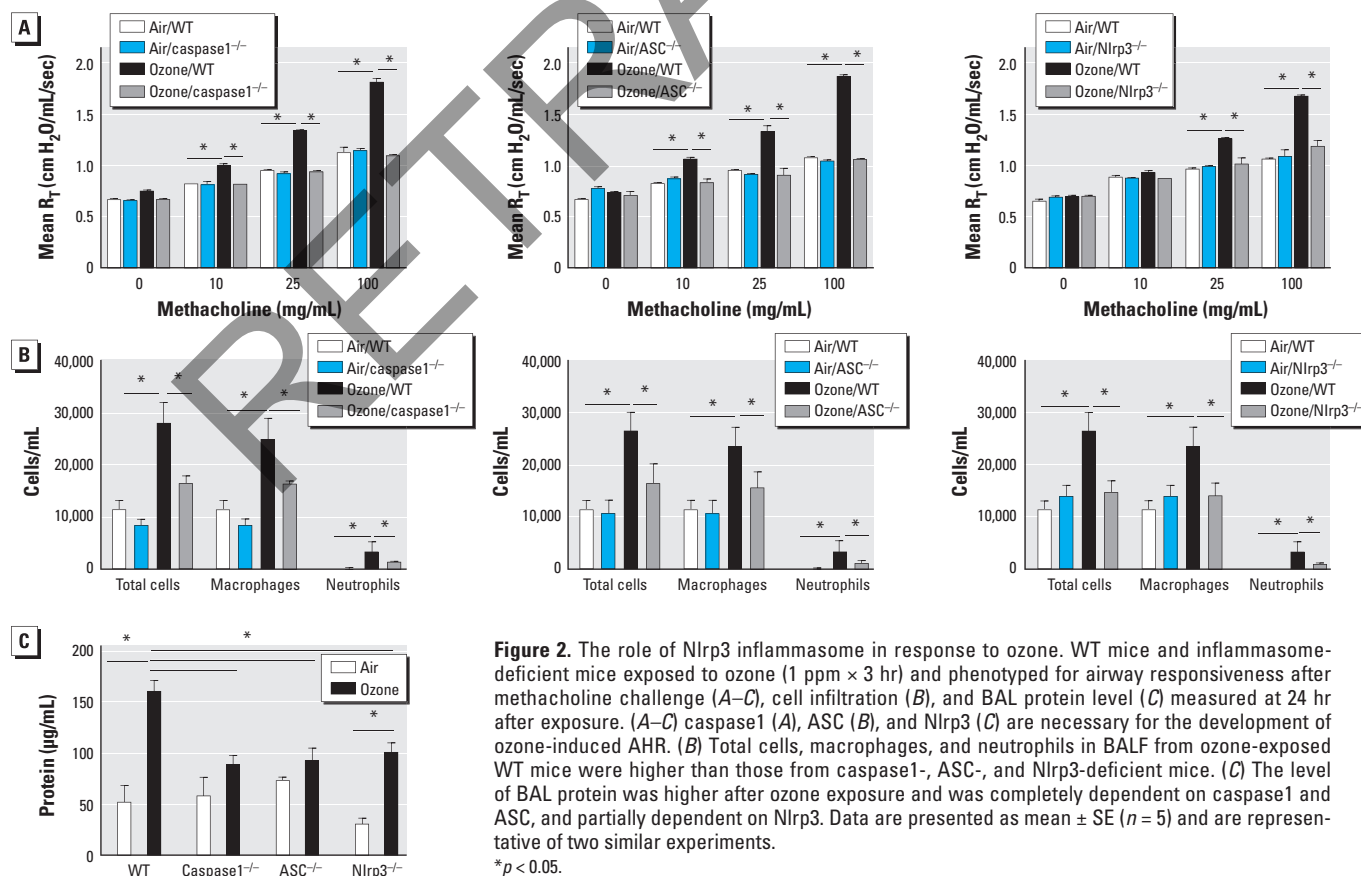 A
Air/WT
Air/caspase1–/–
Ozone/WT
Ozone/caspase1–/–
Mean RT (cm H2O/mL/sec)
2.0
1.5
1.0
0.5
0
* * * * * *
0 10 25 100
Methacholine (mg/mL)
Air/WT
Air/ASC–/–
Ozone/WT
Ozone/ASC–/–
Mean RT (cm H2O/mL/sec)
2.0
1.5
1.0
0.5
0
* * * * * *
0 10 25 100
Methacholine (mg/mL)
Air/WT
Air/Nlrp3–/–
Ozone/WT
Ozone/Nlrp3–/–
Mean RT (cm H2O/mL/sec)
2.0
1.5
1.0
0.5
0
* * * *
0 10 25 100
Methacholine (mg/mL)
B
Air/WT
Air/caspase1–/–
Ozone/WT
Ozone/caspase1–/–
Cells/mL
40,000
30,000
20,000
10,000
0
* * * * * *
Total cells Macrophages Neutrophils
Air/WT
Air/ASC–/–
Ozone/WT
Ozone/ASC–/–
Cells/mL
40,000
30,000
20,000
10,000
0
* * * * * *
Total cells Macrophages Neutrophils
Air/WT
Air/Nlrp3–/–
Ozone/WT
Ozone/Nlrp3–/–
Cells/mL
40,000
30,000
20,000
10,000
0
* * * * * *
Total cells Macrophages Neutrophils
C
Air
Ozone
Protein (µg/mL)
200
150
100
50
0
* * *
WT Caspase1–/– ASC–/– Nlrp3–/–
Figure 2. The role of Nlrp3 inflammasome in response to ozone. WT mice and inflammasome-
deficient mice exposed to ozone (1 ppm × 3 hr) and phenotyped for airway responsiveness after
methacholine challenge (A–C), cell infiltration (B), and BAL protein level (C) measured at 24 hr
after exposure. (A–C) caspase1 (A), ASC (B), and Nlrp3 (C) are necessary for the development of
ozone-induced AHR. (B) Total cells, macrophages, and neutrophils in BALF from ozone-exposed
WT mice were higher than those from caspase1-, ASC-, and Nlrp3-deficient mice. (C) The level
of BAL protein was higher after ozone exposure and was completely dependent on caspase1 and
ASC, and partially dependent on Nlrp3. Data are presented as mean ± SE (n = 5) and are represen-
tative of two similar experiments.
*p < 0.05.
RETRA